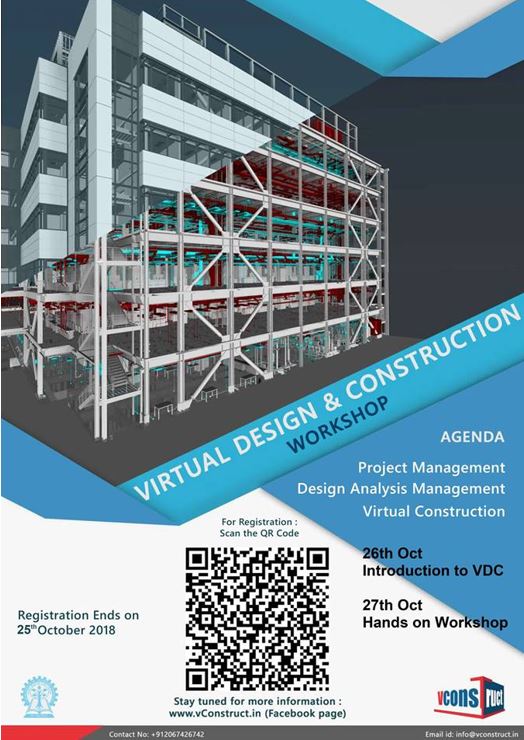 VIRTUAL DESIGN & CONSTRUCTION
WORKSHOP
AGENDA
Project Management
Design Analysis Management
Virtual Construction
For Registration :
Scan the QR Code
26th Oct
Introduction to VDC
27th Oct
Hands on Workshop
Registration Ends on
25thOctober 2018
Stay tuned for more information :
www.vConstruct.in (Facebook page)
vconstruct
Contact No: +912067426742
Email id: info@vconstruct.in